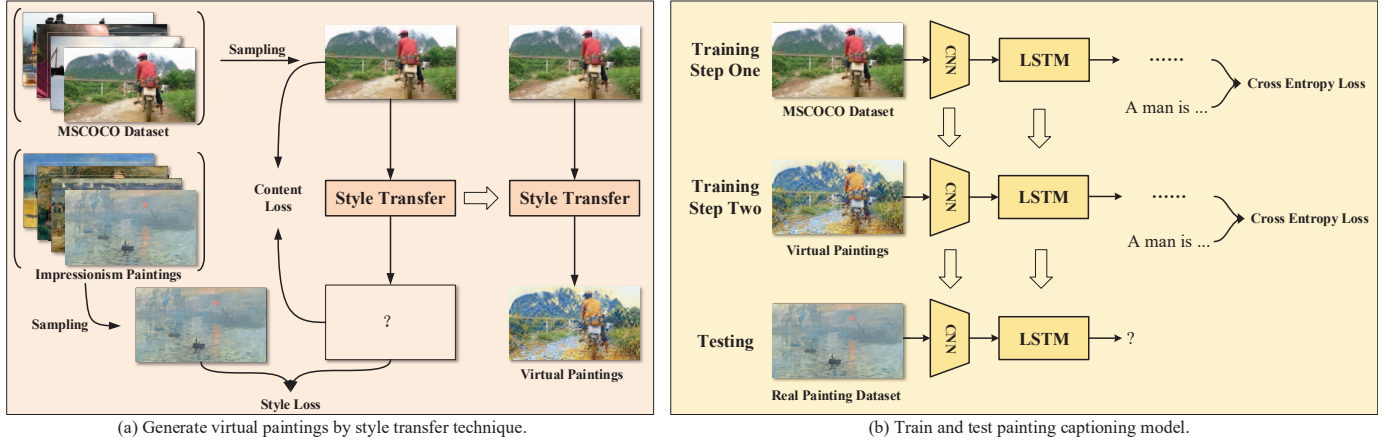 Sampling
MSCOCO Dataset
Impressionism Paintings
Sampling
Content
Loss
Style Transfer
Style Transfer
?
Virtual Paintings
Style Loss
(a) Generate virtual paintings by style transfer technique.
Training
Step One
MSCOCO Dataset
CNN
LSTM
......
A man is ...
Cross Entropy Loss
Training
Step Two
Virtual Paintings
CNN
LSTM
......
A man is ...
Cross Entropy Loss
Testing
Real Painting Dataset
CNN
LSTM
?
(b) Train and test painting captioning model.